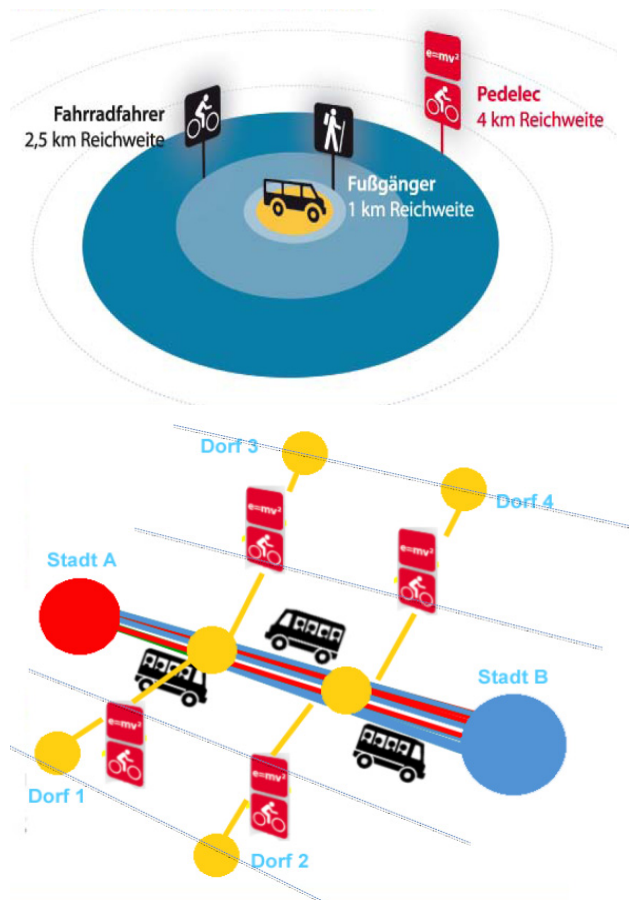 e=mv²
Pedelec
4 km Reichweite
Fahrradfahrer
2,5 km Reichweite
Fußgänger
1 km Reichweite
Dorf 3
e=mv²
Dorf 4
e=mv²
Stadt A
Stadt B
e=mv²
Dorf 1
e=mv²
Dorf 2